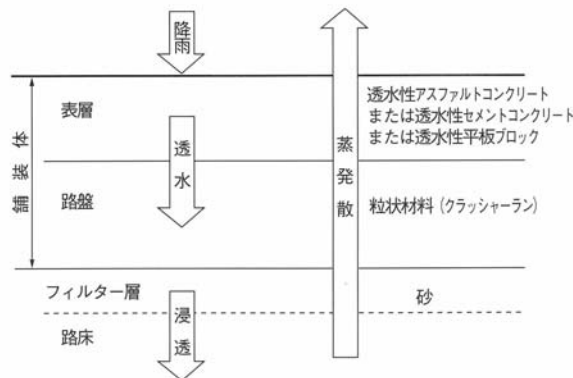 降雨
表層
透水性アスファルトコンクリート
または透水性セメントコンクリート
または透水性平板ブロック
舗装体
透水
蒸発散
路盤
粒状材料（クラッシャーラン）
フィルター層
砂
浸透
路床